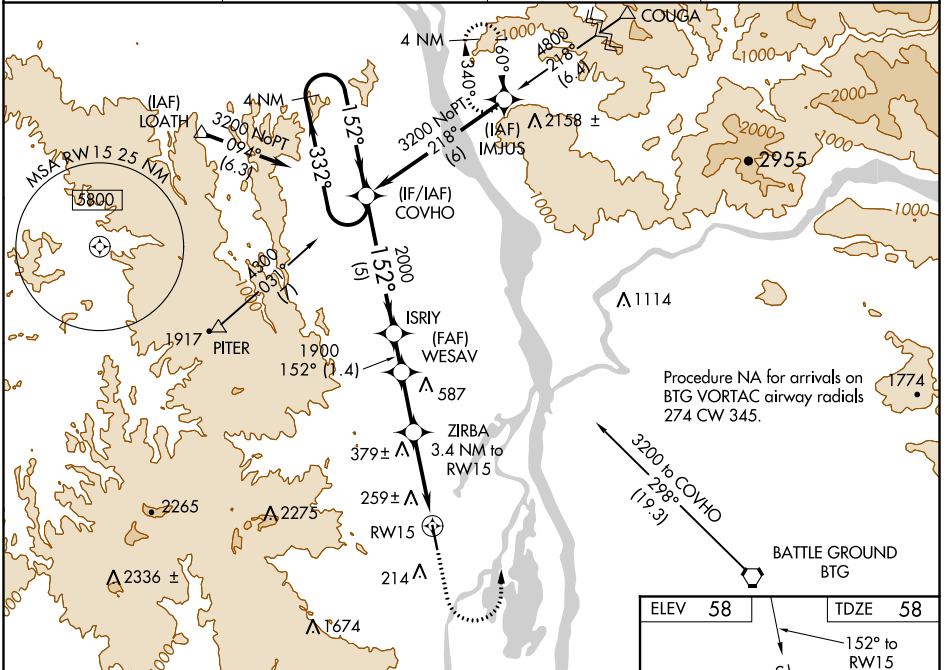 COUGA
4 NM
1000
160°
4800
218°
(6.4)
1000
340°
2000
(IAF)
LOATH
4 NM
3200 NoPT
094°
(6.3)
152°
332°
3200 NoPT
218°
(6)
(IAF)
IMJUS
2158 ±
2000
1000
2955
MSA RW15 25 NM
5800
(IF/IAF)
COVHO
1000
1000
1000
4300
031°
(7)
2000
152°
(5)
1114
ISRIY
1917
PITER
(FAF)
WESAV
1900
152° (1.4)
587
Procedure NA for arrivals on
BTG VORTAC airway radials
274 CW 345.
1774
ZIRBA
3.4 NM to
RW15
379±
3200 to COVHO
298°
(19.3)
259±
2265
2275
RW15
BATTLE GROUND
BTG
2336 ±
214
ELEV 58
TDZE 58
1674
152° to
RW15